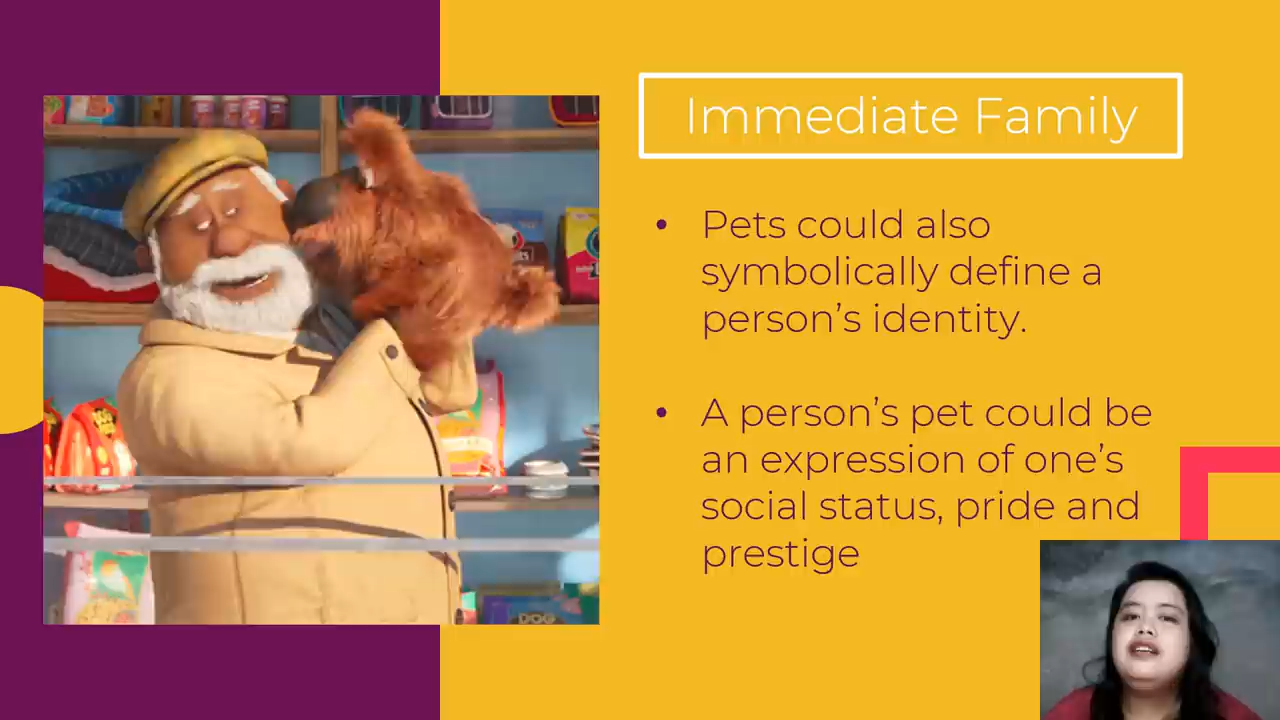 Immediate Family
• Pets could also
symbolically define a
person's identity.
• A person's pet could be
an expression of one's
social status, pride and
prestige
DOG